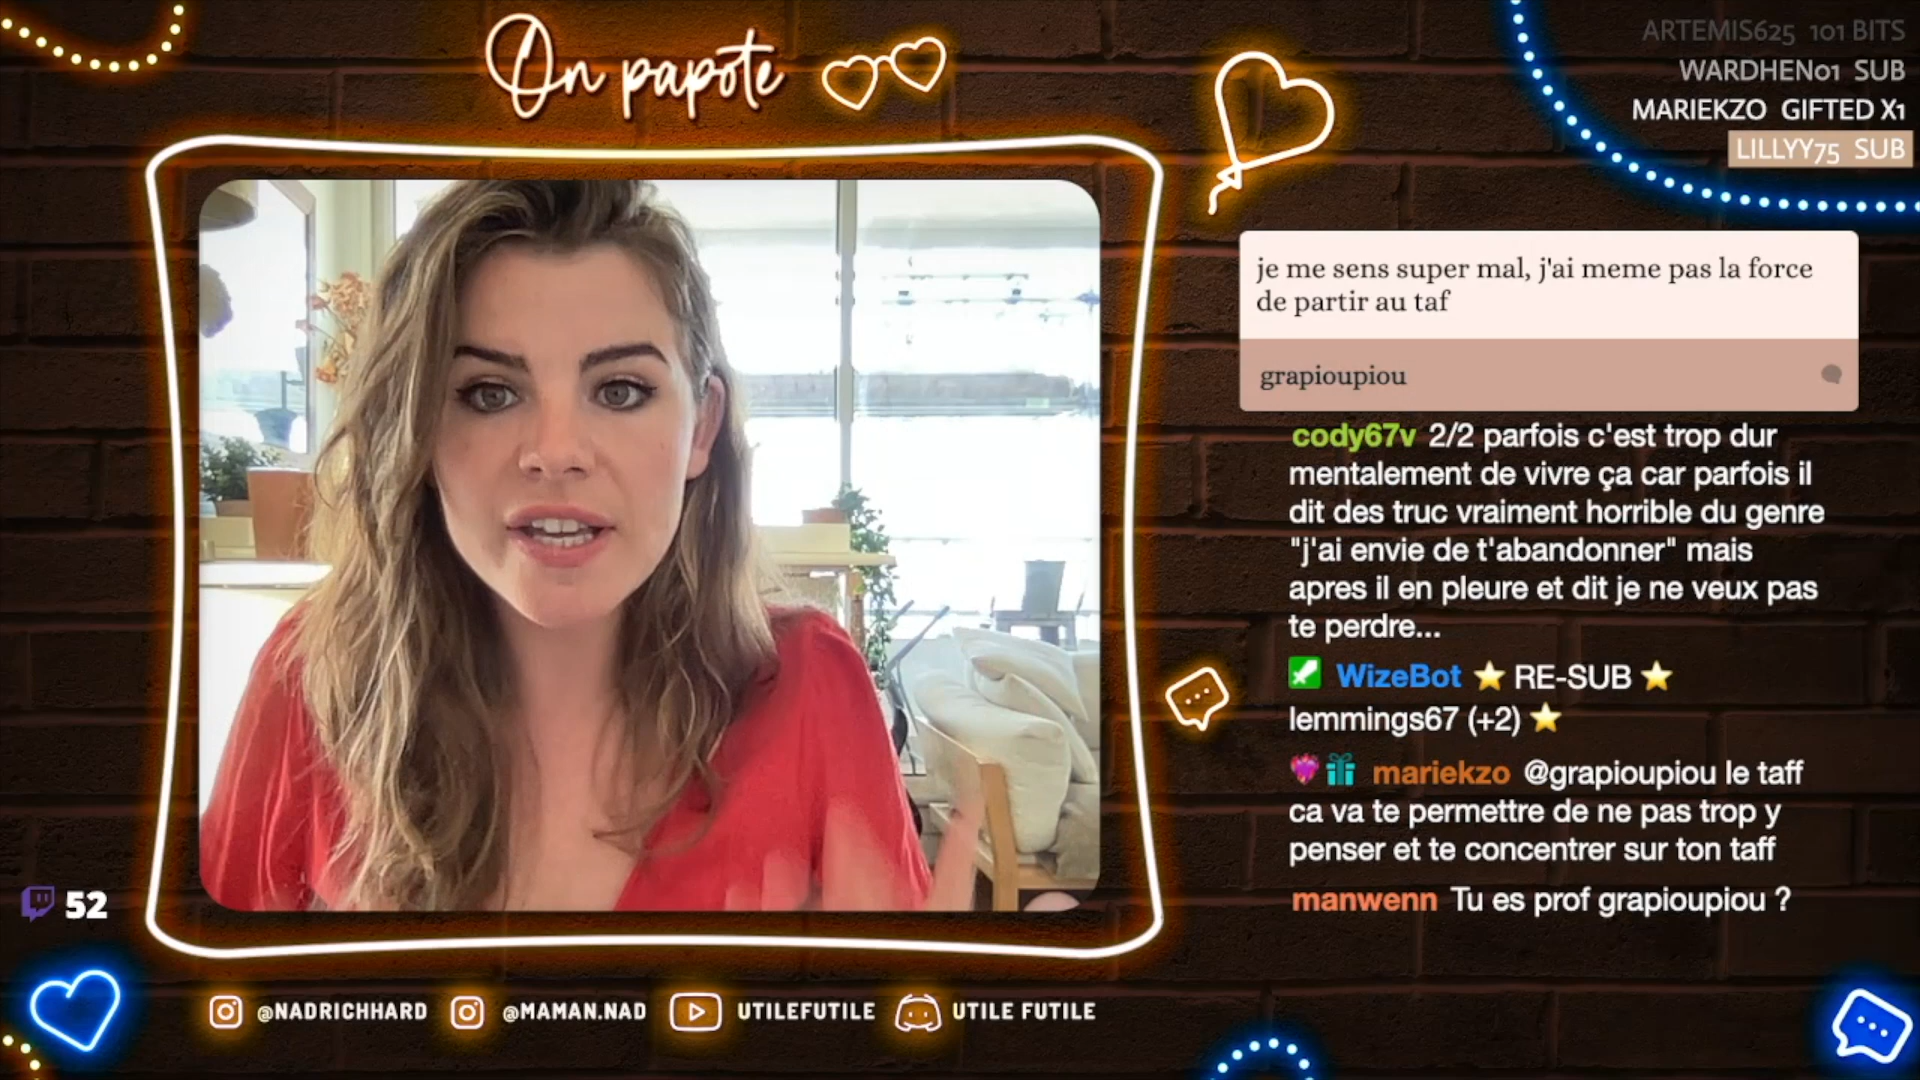 On papote
ARTEMIS625 101 BITS
WARDHEN01 SUB
MARIEKZO GIFTED X1
LILLYY75 SUB
je me sens super mal, j'ai meme pas la force
de partir au taf
grapioupiou
cody67v 2/2 parfois c'est trop dur
mentalement de vivre ça car parfois il
dit des truc vraiment horrible du genre
"j'ai envie de t'abandonner" mais
apres il en pleure et dit je ne veux pas
te perdre...
WizeBot ⭐ RE-SUB ⭐
lemmings67 (+2) ⭐
mariekzo @grapioupiou le taff
ca va te permettre de ne pas trop y
penser et te concentrer sur ton taff
manwenn Tu es prof grapioupiou ?
52
@NADRICHHARD @MAMAN.NAD UTILEFUTILE UTILE FUTILE